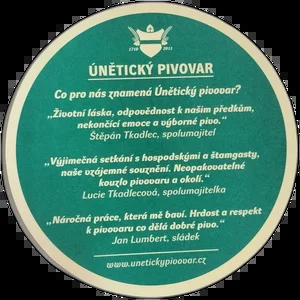 1710 2011
ÚNĚTICKÝ PIVOVAR
Co pro nás znamená Únětický pivovar?
„Životní láska, odpovědnost k našim předkům,
nekončící emoce a výborné pivo.“
Štěpán Tkadlec, spolumajitel
„Výjimečná setkání s hospodskými a štamgasty,
naše vzájemné souznění. Neopakovatelné
kouzlo pivovaru a okolí.“
Lucie Tkadlecová, spolumajitelka
„Náročná práce, která mě baví. Hrdost a respekt
k pivovaru co dělá dobré pivo.“
Jan Lumbert, sládek
www.unetickypivovar.cz